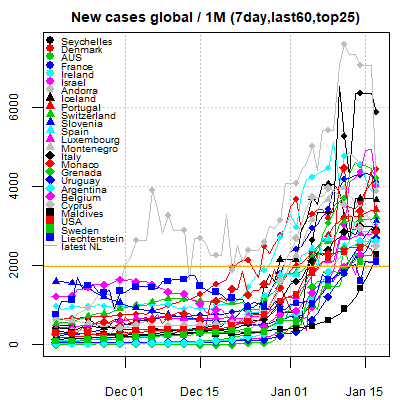 New cases global / 1M (7day,last60,top25)
Seychelles
Denmark
AUS
France
Ireland
Israel
Andorra
Iceland
Portugal
Switzerland
Slovenia
Spain
Luxembourg
Montenegro
Italy
Monaco
Grenada
Uruguay
Argentina
Belgium
Cyprus
Maldives
USA
Sweden
Liechtenstein
latest NL
6000
4000
2000
0
Dec 01
Dec 15
Jan 01
Jan 15